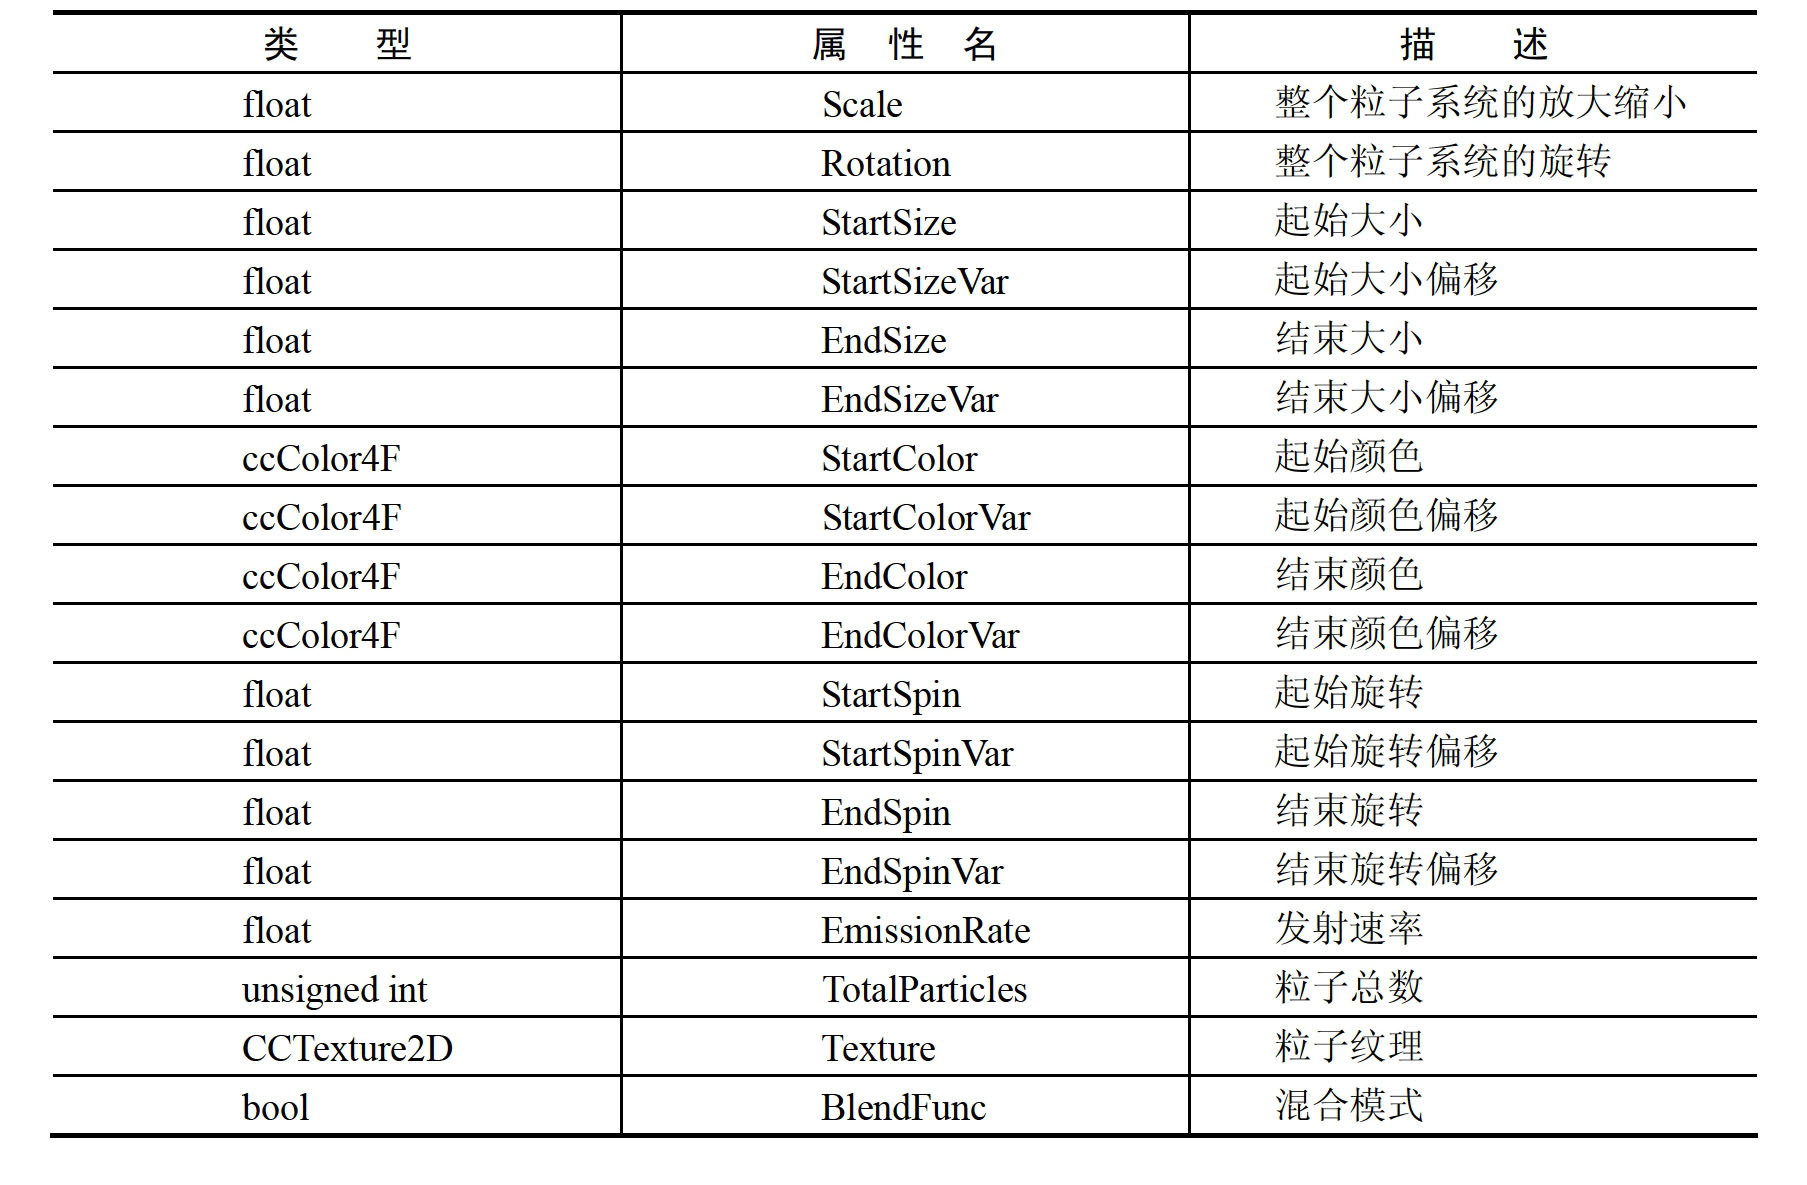 类型 属性名 描述
float Scale 整个粒子系统的放大缩小
float Rotation 整个粒子系统的旋转
float StartSize 起始大小
float StartSizeVar 起始大小偏移
float EndSize 结束大小
float EndSizeVar 结束大小偏移
ccColor4F StartColor 起始颜色
ccColor4F StartColorVar 起始颜色偏移
ccColor4F EndColor 结束颜色
ccColor4F EndColorVar 结束颜色偏移
float StartSpin 起始旋转
float StartSpinVar 起始旋转偏移
float EndSpin 结束旋转
float EndSpinVar 结束旋转偏移
float EmissionRate 发射速率
unsigned int TotalParticles 粒子总数
CCTexture2D Texture 粒子纹理
bool BlendFunc 混合模式